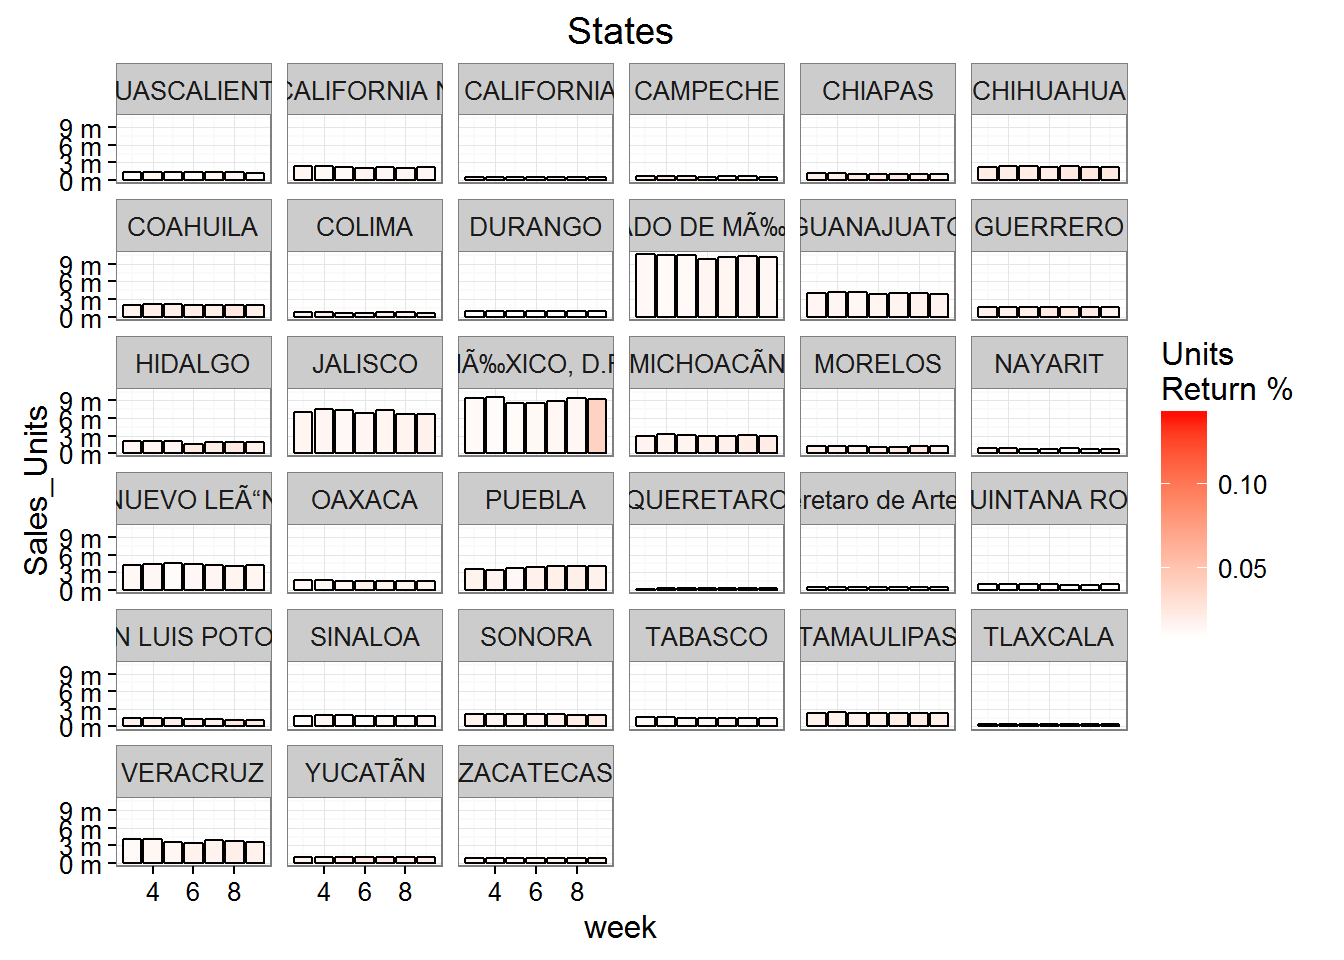 States
UASCALIENT
CALIFORNIA N
CALIFORNIA
CAMPECHE
CHIAPAS
CHIHUAHUA
9 m
6 m
3 m
0 m
COAHUILA
COLIMA
DURANGO
ADO DE MÃ‰
GUANAJUATO
GUERRERO
9 m
6 m
3 m
0 m
HIDALGO
JALISCO
MÃ‰XICO, D.F
MICHOACÃN
MORELOS
NAYARIT
9 m
6 m
3 m
0 m
NUEVO LEÃ“N
OAXACA
PUEBLA
QUERETARO
eretaro de Arte
UINTANA RO
9 m
6 m
3 m
0 m
N LUIS POTO
SINALOA
SONORA
TABASCO
TAMAULIPAS
TLAXCALA
9 m
6 m
3 m
0 m
VERACRUZ
YUCATÃN
ZACATECAS
9 m
6 m
3 m
0 m
4 6 8
4 6 8
4 6 8
week
Sales_Units
Units
Return %
0.10
0.05